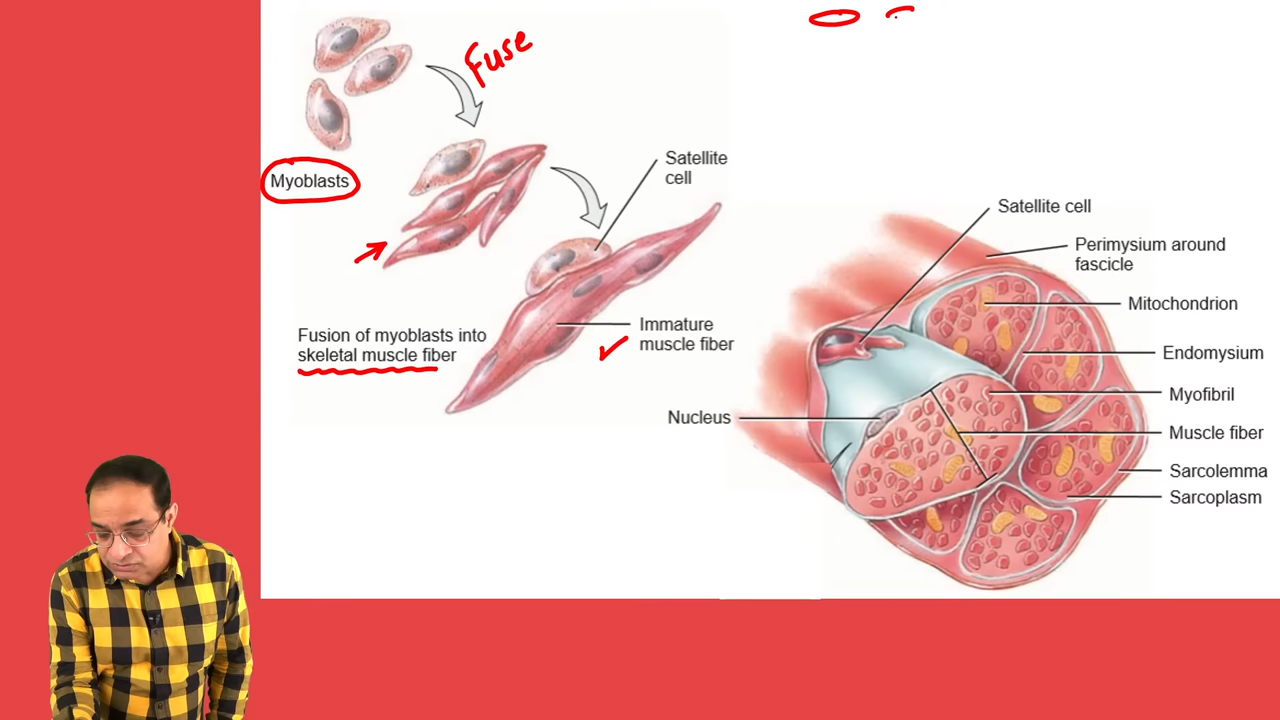 Fuse
Myoblasts
Satellite
cell
Fusion of myoblasts into
skeletal muscle fiber
Immature
muscle fiber
Satellite cell
Perimysium around
fascicle
Mitochondrion
Endomysium
Myofibril
Nucleus
Muscle fiber
Sarcolemma
Sarcoplasm